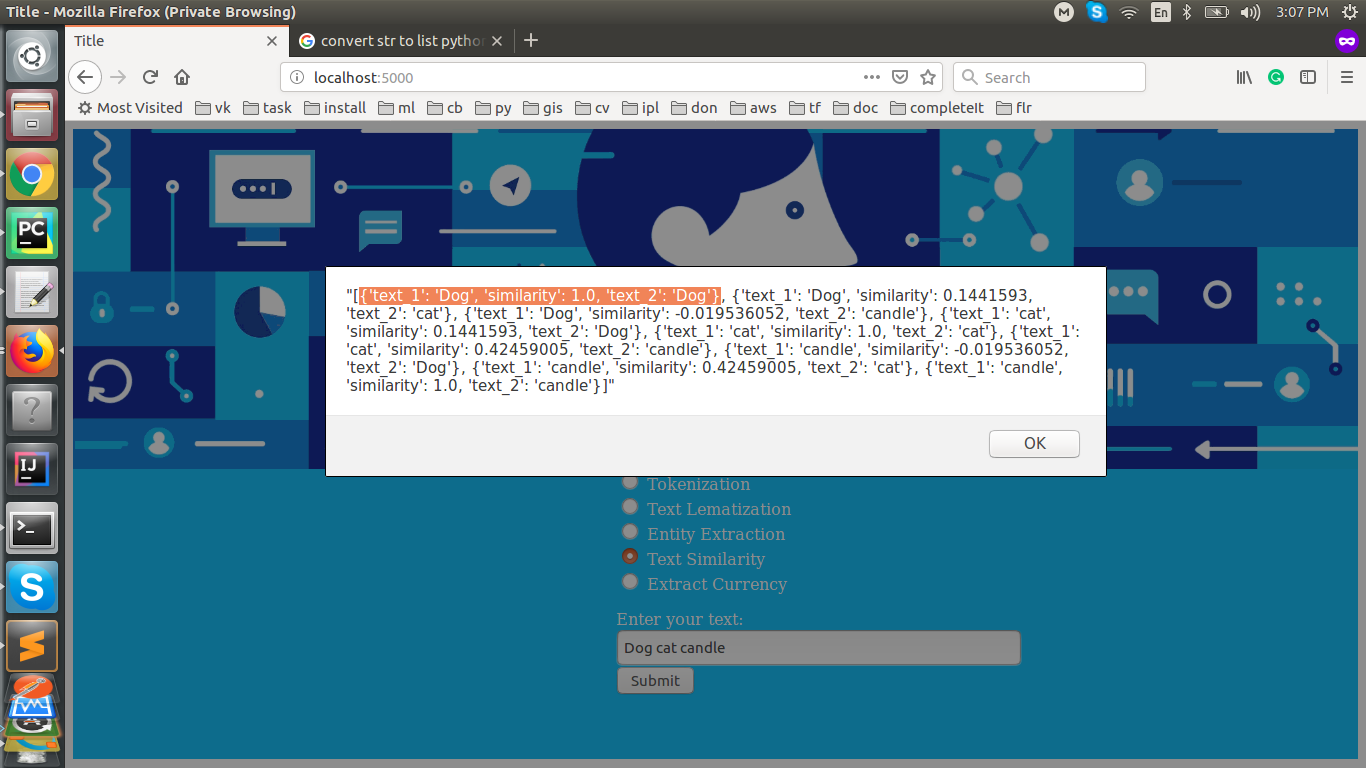 Title - Mozilla Firefox (Private Browsing)
M
En
3:07 PM
Title
convert str to list pytho
localhost:5000
Search
Most Visited
vk
task
install
ml
cb
py
gis
cv
ipl
don
aws
tf
doc
completeIt
flr
PC
IJ
"[{'text_1': 'Dog', 'similarity': 1.0, 'text_2': 'Dog'}, {'text_1': 'Dog', 'similarity': 0.1441593,
'text_2': 'cat'}, {'text_1': 'Dog', 'similarity': -0.019536052, 'text_2': 'candle'}, {'text_1': 'cat',
'similarity': 0.1441593, 'text_2': 'Dog'}, {'text_1': 'cat', 'similarity': 1.0, 'text_2': 'cat'}, {'text_1':
'cat', 'similarity': 0.42459005, 'text_2': 'candle'}, {'text_1': 'candle', 'similarity': -0.019536052,
'text_2': 'Dog'}, {'text_1': 'candle', 'similarity': 0.42459005, 'text_2': 'cat'}, {'text_1': 'candle',
'similarity': 1.0, 'text_2': 'candle'}]"
OK
Tokenization
Text Lematization
Entity Extraction
Text Similarity
Extract Currency
Enter your text:
Dog cat candle
Submit